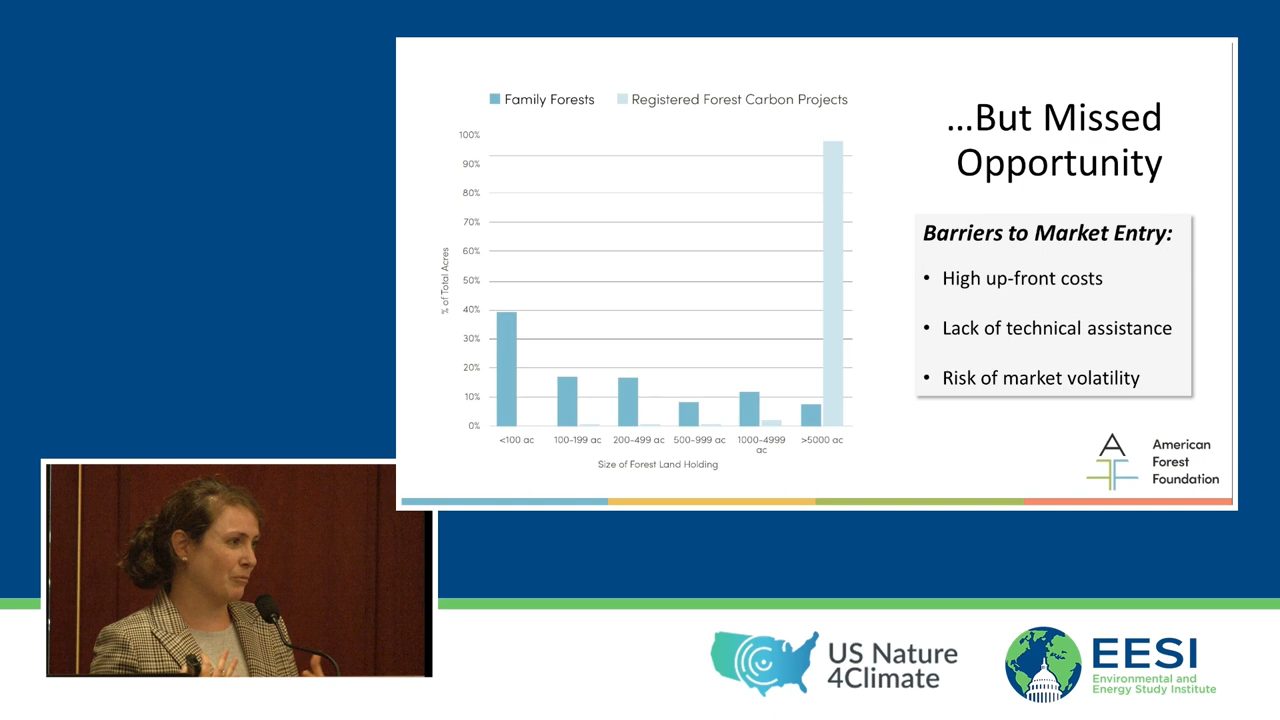 Family Forests
Registered Forest Carbon Projects
100%
90%
80%
70%
60%
50%
40%
30%
20%
10%
0%
% of Total Acres
<100 ac
100-199 ac
200-499 ac
500-999 ac
1000-4999
ac
>5000 ac
Size of Forest Land Holding
...But Missed
Opportunity
Barriers to Market Entry:
• High up-front costs
• Lack of technical assistance
• Risk of market volatility
American
Forest
Foundation
US Nature
4Climate
EESI
Environmental and
Energy Study Institute